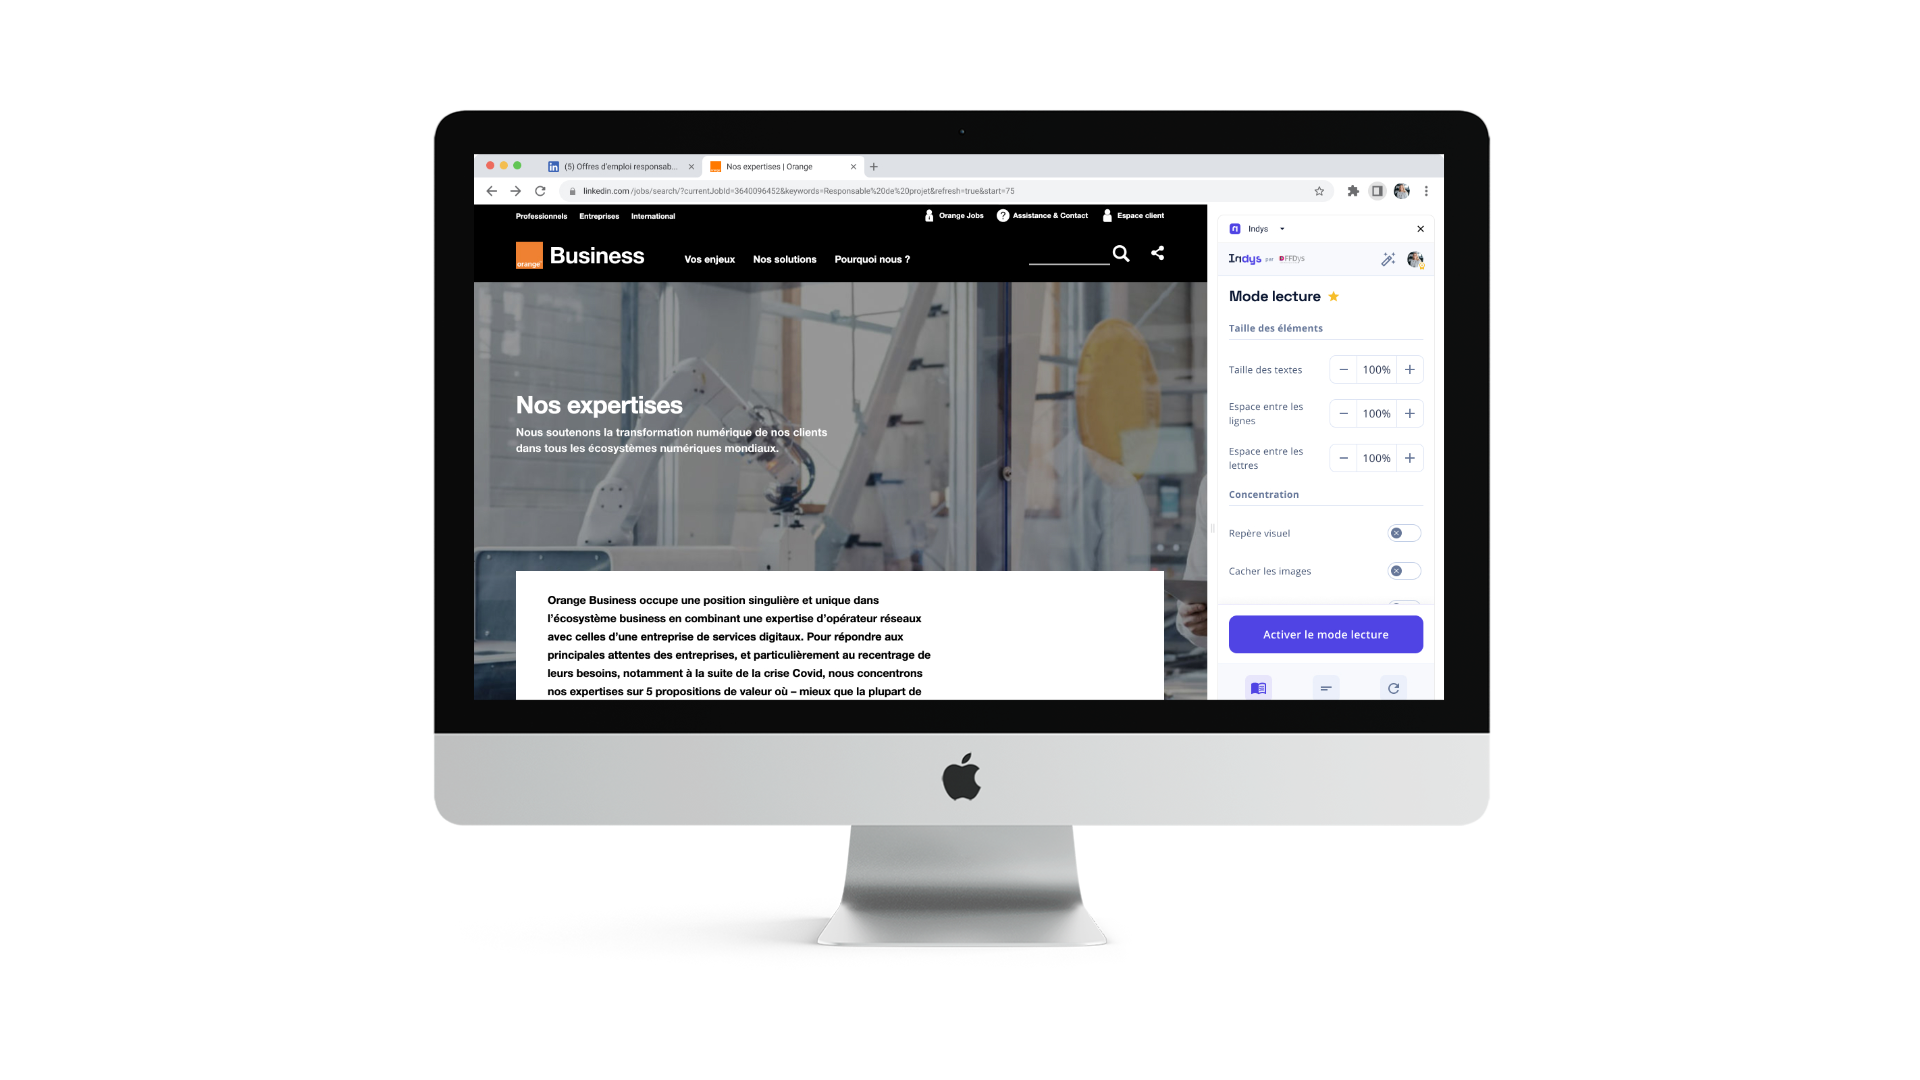 (5) Offres d'emploi responsab...
Nos expertises | Orange
linkedin.com/jobs/search/?currentJobId=3640096452&keywords=Responsable%20de%20projet&refresh=true&start=75
Professionnels Entreprises International
Orange Jobs
Assistance & Contact
Espace client
orange
Business
Vos enjeux Nos solutions Pourquoi nous ?
Nos expertises
Nous soutenons la transformation numérique de nos clients
dans tous les écosystèmes numériques mondiaux.
Orange Business occupe une position singulière et unique dans
l'écosystème business en combinant une expertise d'opérateur réseaux
avec celles d'une entreprise de services digitaux. Pour répondre aux
principales attentes des entreprises, et particulièrement au recentrage de
leurs besoins, notamment à la suite de la crise Covid, nous concentrons
nos expertises sur 5 propositions de valeur où – mieux que la plupart de
Indys
Indys par DFFDys
Mode lecture
Taille des éléments
Taille des textes
100%
Espace entre les
lignes
100%
Espace entre les
lettres
100%
Concentration
Repère visuel
Cacher les images
Activer le mode lecture